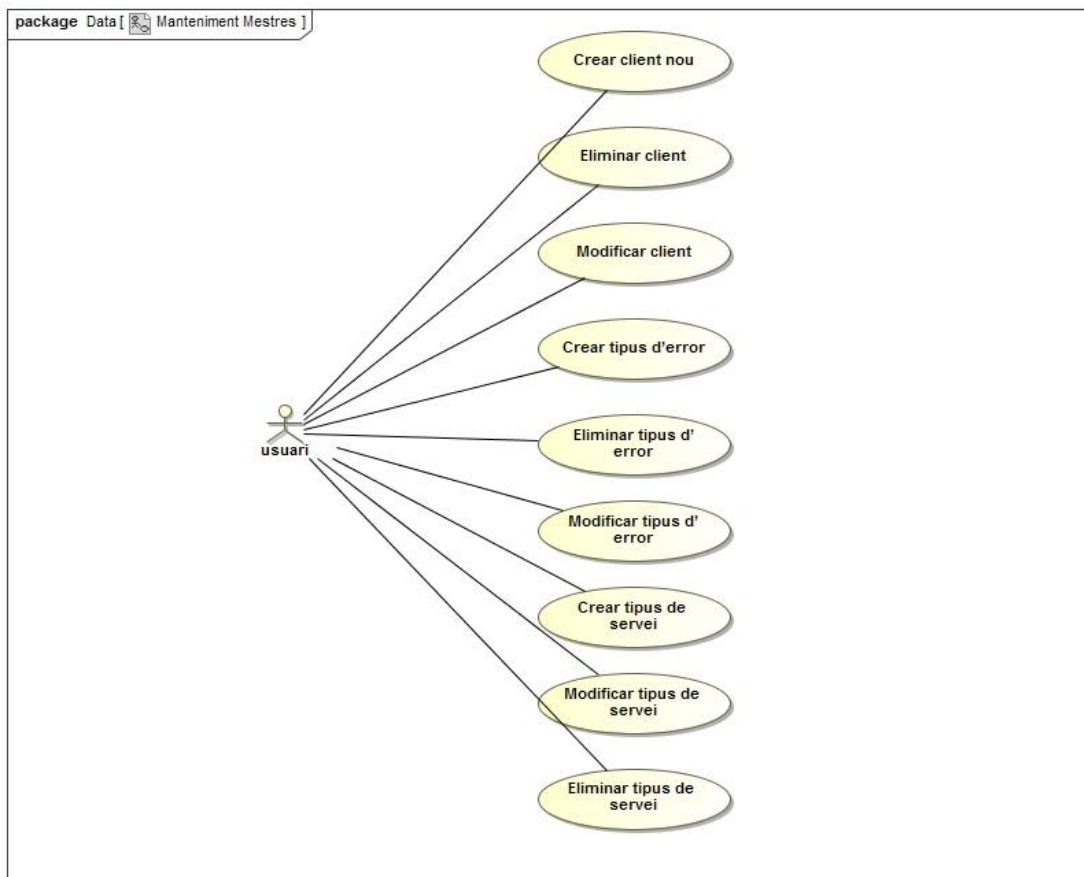 package Data [ Manteniment Mestres ]
Crear client nou
Eliminar client
Modificar client
Crear tipus d'error
Eliminar tipus d'
error
usuari
Modificar tipus d'
error
Crear tipus de
servei
Modificar tipus de
servei
Eliminar tipus de
servei